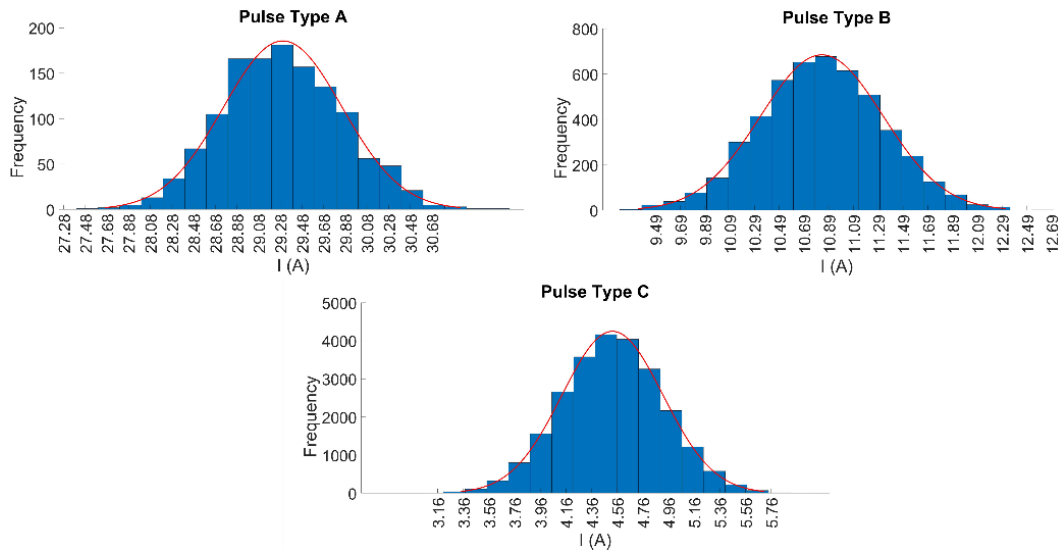 Pulse Type A
Frequency
200
150
100
50
0
27.28 27.48 27.68 27.88 28.08 28.28 28.48 28.68 28.88 29.08 29.28 29.48 29.68 29.88 30.08 30.28 30.48 30.69
I (A)
Pulse Type B
Frequency
800
600
400
200
0
9.49 9.69 9.89 10.09 10.29 10.49 10.69 10.89 11.09 11.29 11.49 11.69 11.89 12.09 12.29 12.49 12.69
I (A)
Pulse Type C
Frequency
5000
4000
3000
2000
1000
0
3.16 3.36 3.56 3.76 3.96 4.16 4.36 4.56 4.76 4.96 5.16 5.36 5.56 5.76
I (A)